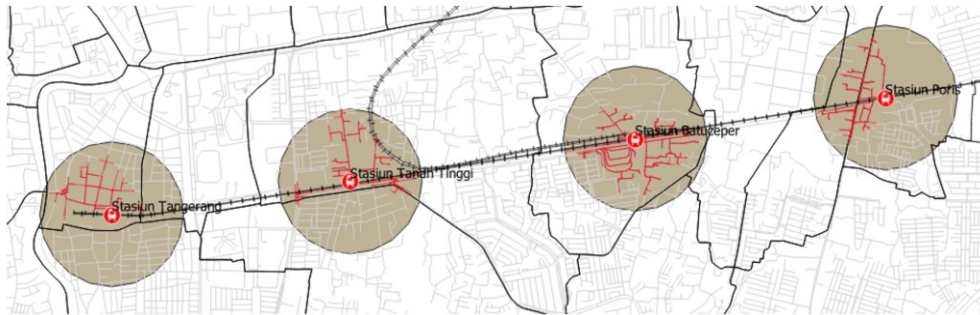 Stasiun Poris
Stasiun Batuceper
Stasiun Tanah Tinggi
Stasiun Tangerang